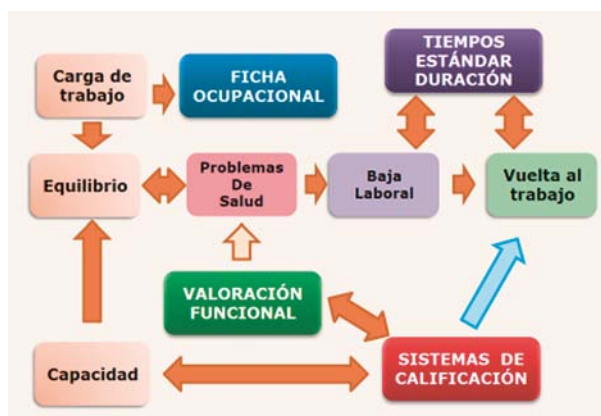 Carga de
trabajo
FICHA
OCUPACIONAL
TIEMPOS
ESTÁNDAR
DURACIÓN
Equilibrio
Problemas
De
Salud
Baja
Laboral
Vuelta al
trabajo
VALORACIÓN
FUNCIONAL
Capacidad
SISTEMAS DE
CALIFICACIÓN